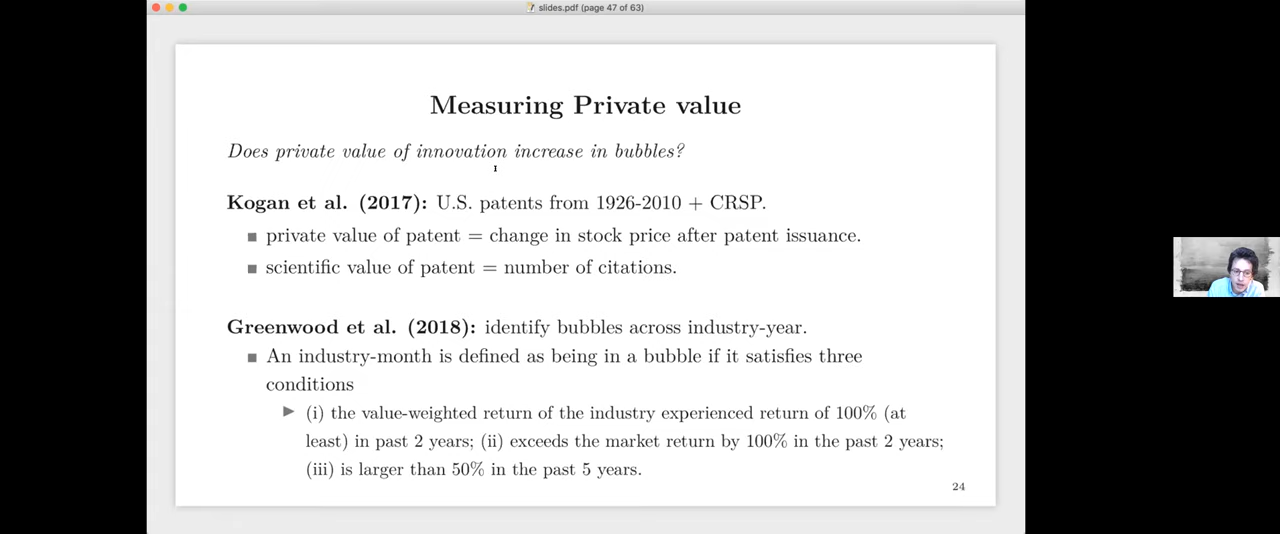 slides.pdf (page 47 of 63)
Measuring Private value
Does private value of innovation increase in bubbles?
Kogan et al. (2017): U.S. patents from 1926-2010 + CRSP.
■ private value of patent = change in stock price after patent issuance.
■ scientific value of patent = number of citations.
Greenwood et al. (2018): identify bubbles across industry-year.
■ An industry-month is defined as being in a bubble if it satisfies three
conditions
▶ (i) the value-weighted return of the industry experienced return of 100% (at
least) in past 2 years; (ii) exceeds the market return by 100% in the past 2 years;
(iii) is larger than 50% in the past 5 years.
24